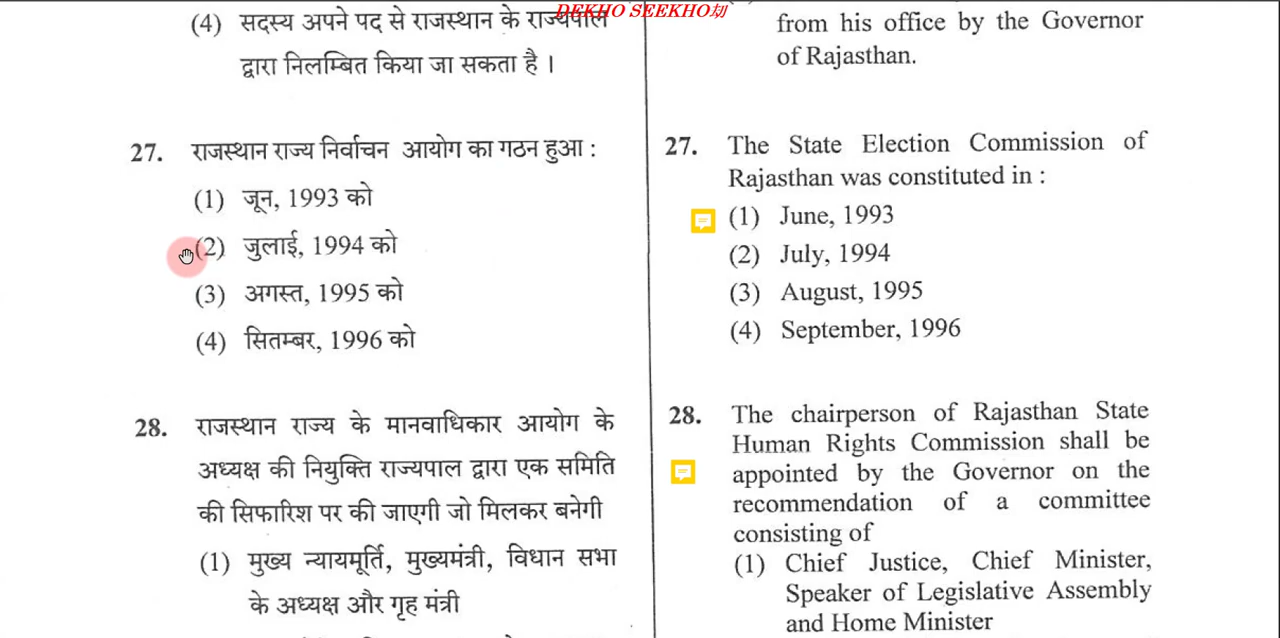 DEKHO SEEKHO
(4) सदस्य अपने पद से राजस्थान के राज्यपाल
द्वारा निलम्बित किया जा सकता है ।
27. राजस्थान राज्य निर्वाचन आयोग का गठन हुआ :
(1) जून, 1993 को
(2) जुलाई, 1994 को
(3) अगस्त, 1995 को
(4) सितम्बर, 1996 को
28. राजस्थान राज्य के मानवाधिकार आयोग के
अध्यक्ष की नियुक्ति राज्यपाल द्वारा एक समिति
की सिफारिश पर की जाएगी जो मिलकर बनेगी
(1) मुख्य न्यायमूर्ति, मुख्यमंत्री, विधान सभा
के अध्यक्ष और गृह मंत्री
from his office by the Governor
of Rajasthan.
27. The State Election Commission of
Rajasthan was constituted in :
(1) June, 1993
(2) July, 1994
(3) August, 1995
(4) September, 1996
28. The chairperson of Rajasthan State
Human Rights Commission shall be
appointed by the Governor on the
recommendation of a committee
consisting of
(1) Chief Justice, Chief Minister,
Speaker of Legislative Assembly
and Home Minister